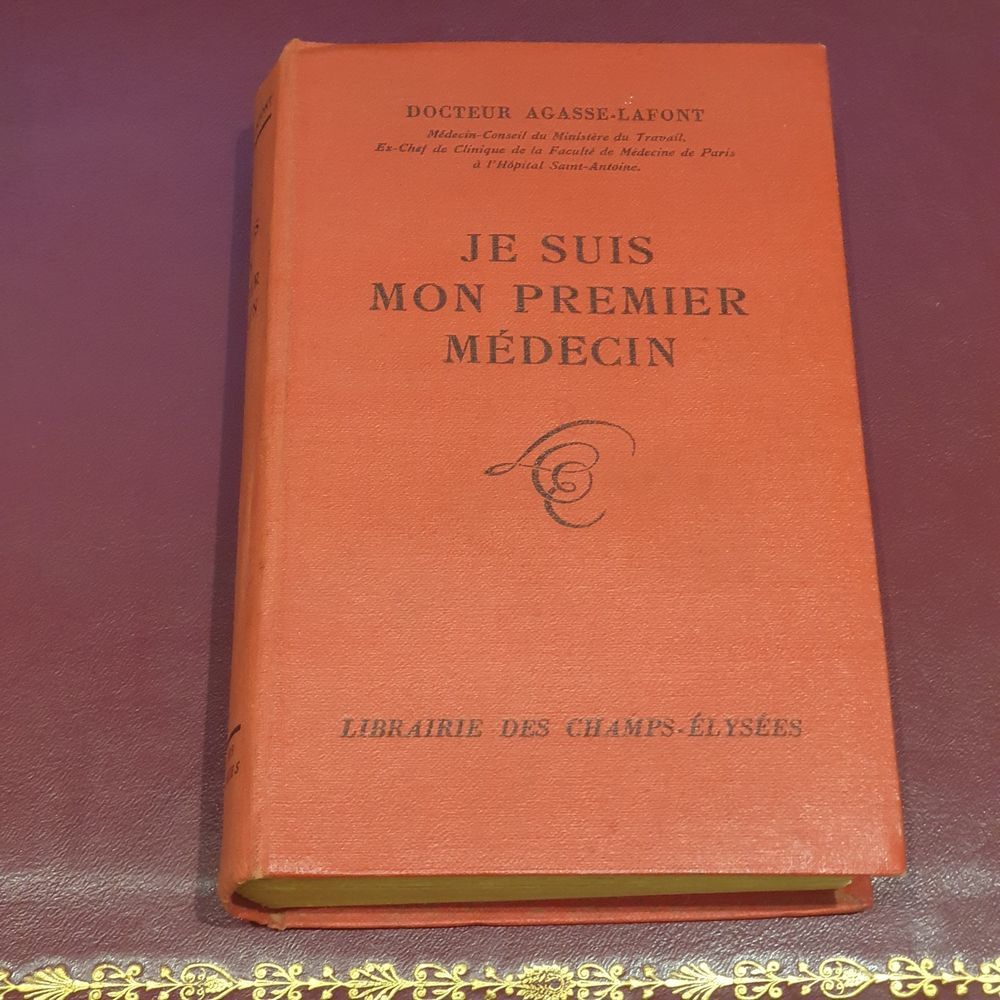 DOCTEUR AGASSE-LAFONT
Médecin-Conseil du Ministère du Travail,
Ex-Chef de Clinique de la Faculté de Médecine de Paris
à l'Hôpital Saint-Antoine.
JE SUIS
MON PREMIER
MÉDECIN
LIBRAIRIE DES CHAMPS-ÉLYSÉES